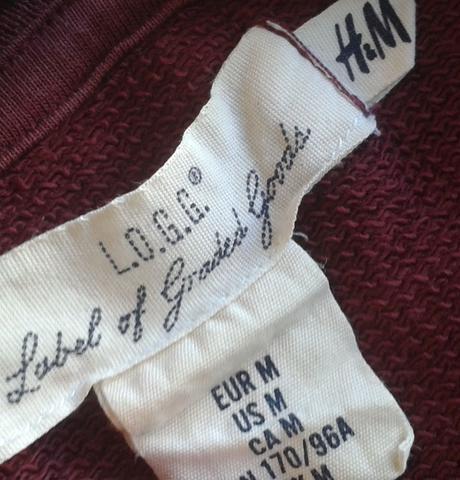 H&M
L.O.G.G.®
Label of Graded Goods
EUR M
US M
CA M
170/96A
M